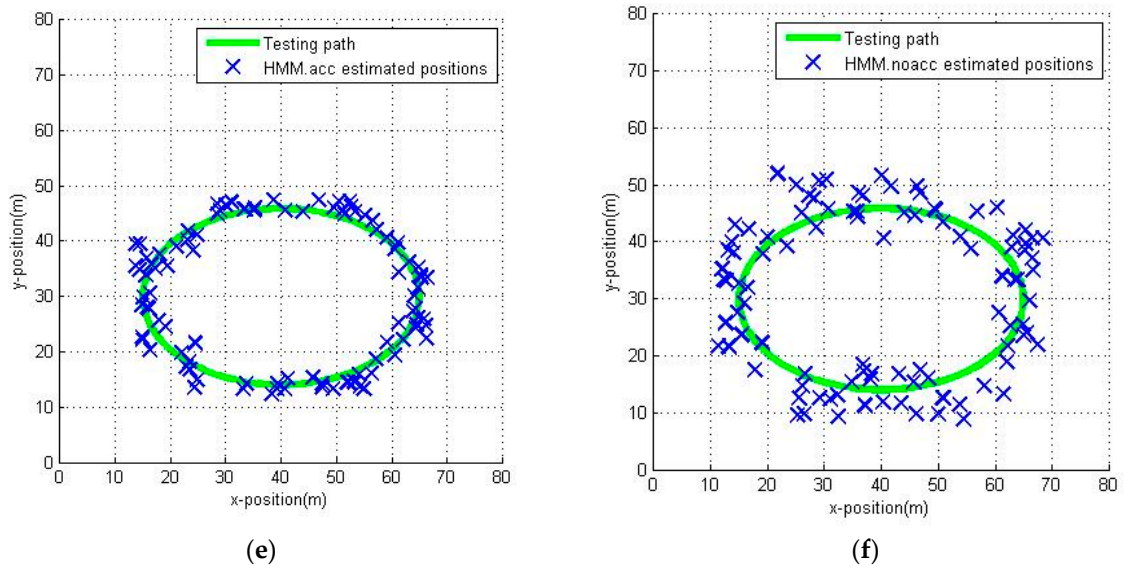 80
70
60
50
40
30
20
10
0
y-position(m)
Testing path
HMM.acc estimated positions
0 10 20 30 40 50 60 70 80
x-position(m)
(e)
80
70
60
50
40
30
20
10
0
y-position(m)
Testing path
HMM.noacc estimated positions
0 10 20 30 40 50 60 70 80
x-position(m)
(f)